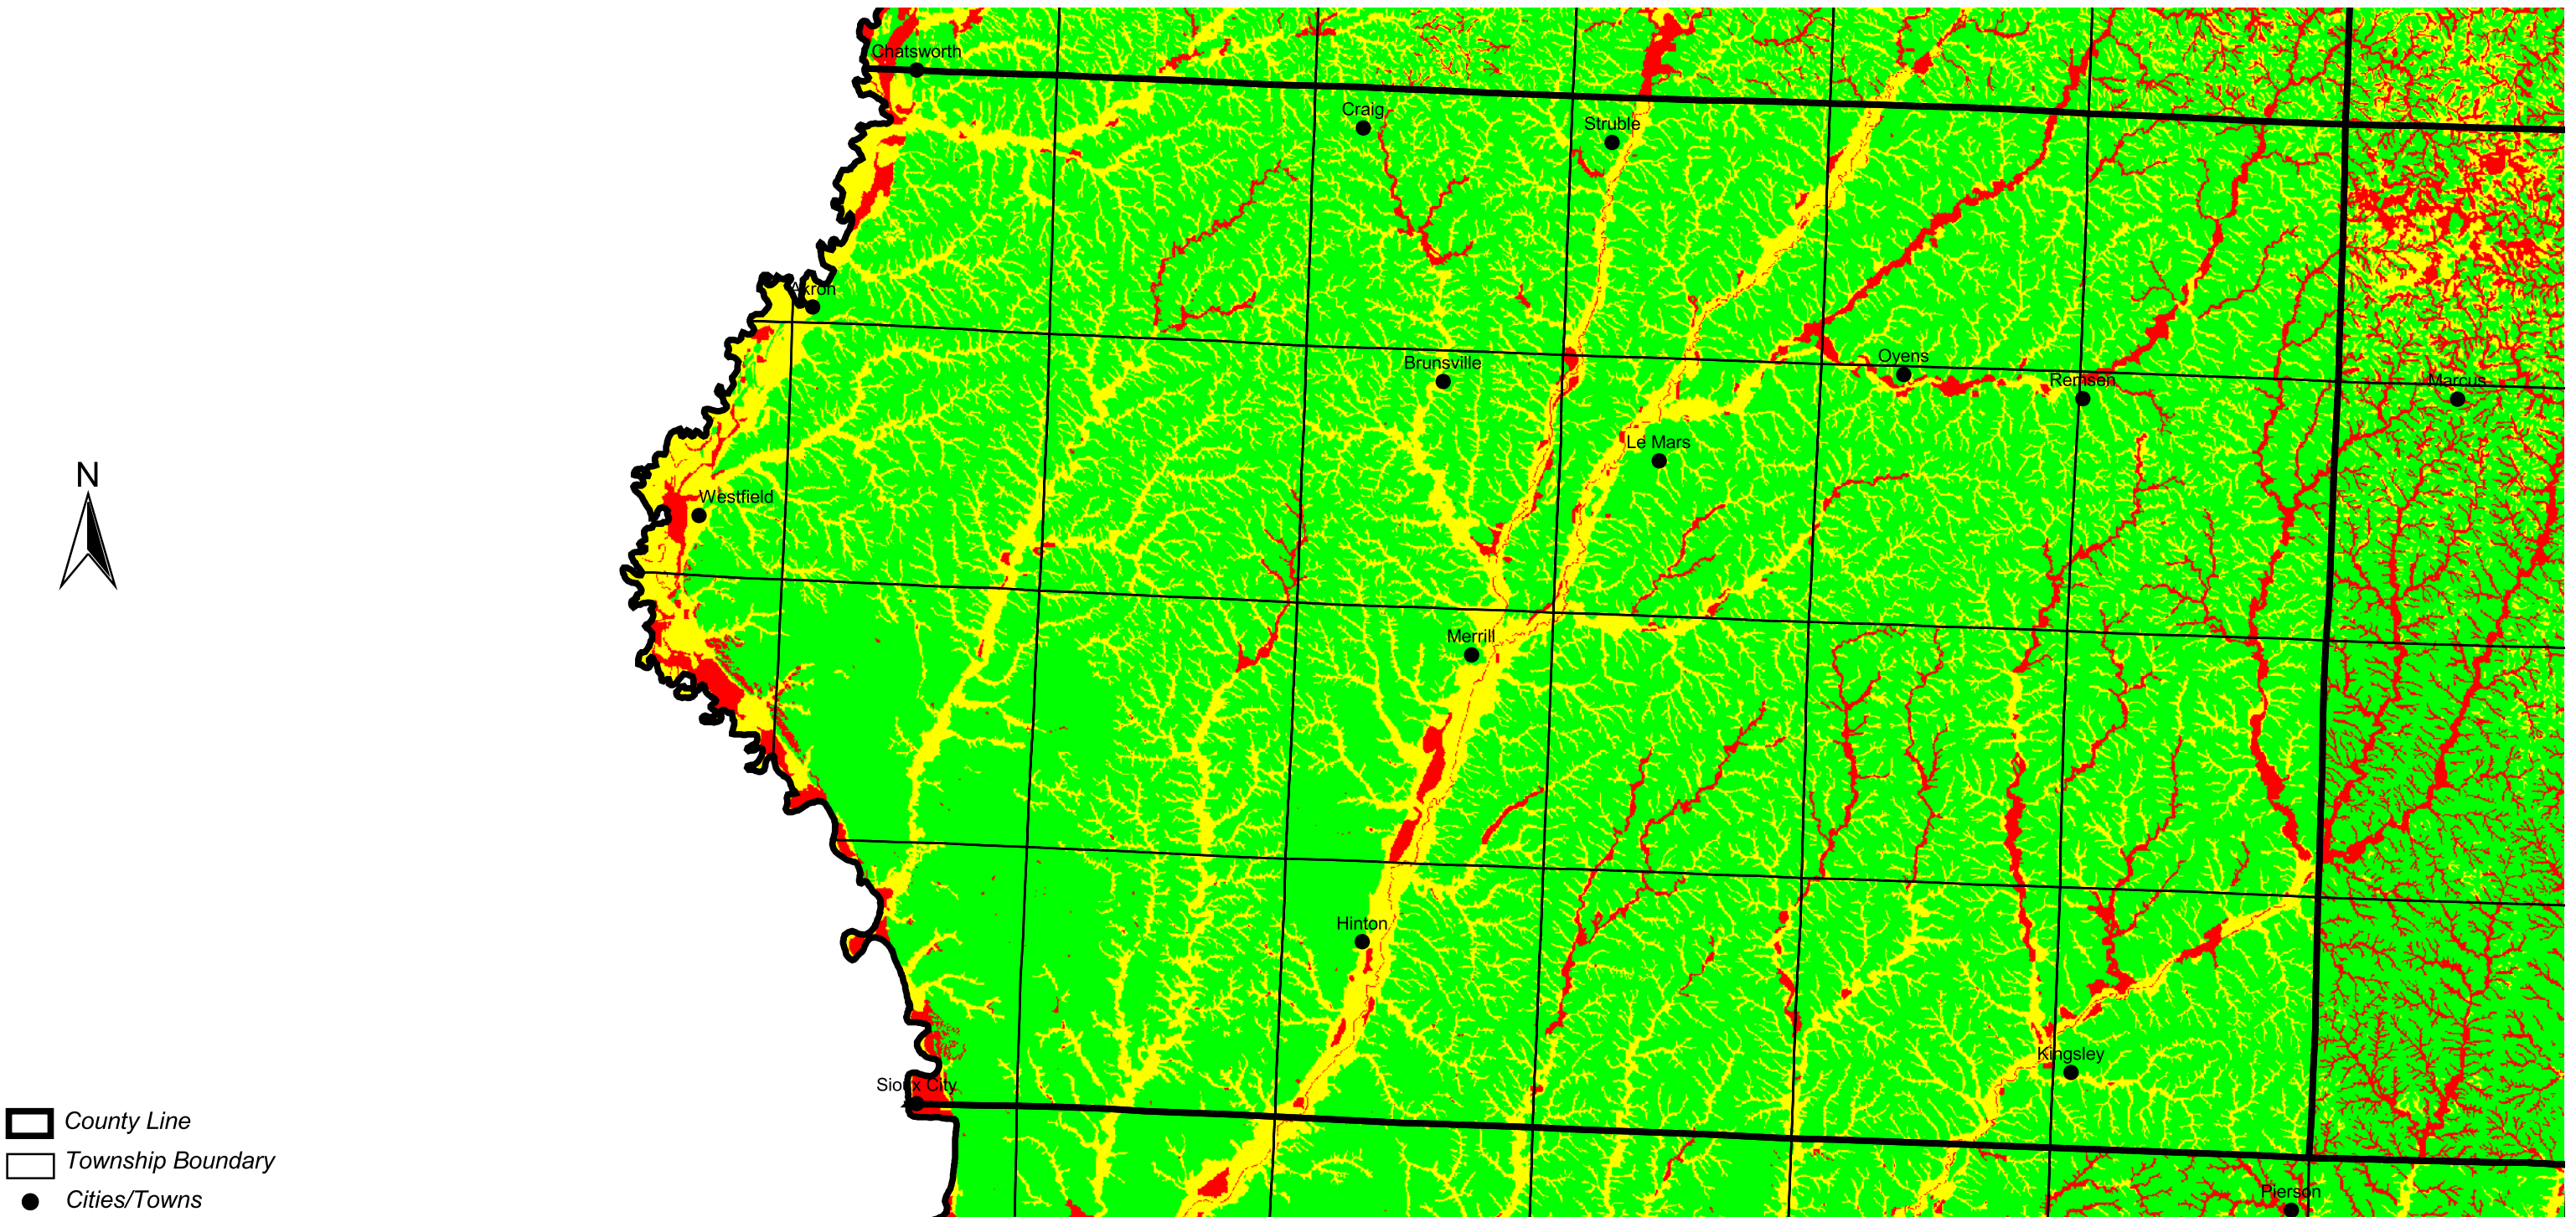 Chatsworth
Craig
Struble
Akron
Brunsville
Oyens
Remsen
Marcus
Le Mars
N
Westfield
Merrill
Hinton
Kingsley
Sioux City
County Line
Township Boundary
Cities/Towns
Pierson